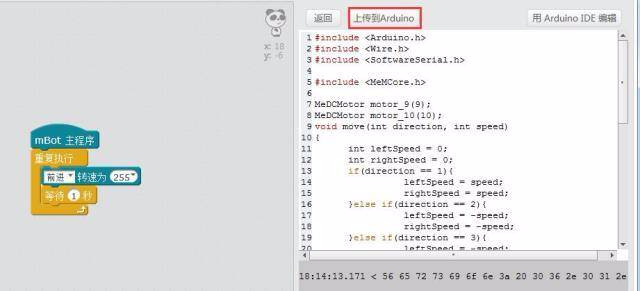 返回
上传到Arduino
用 Arduino IDE 编辑
x: 18
y: -6
mBot 主程序
重复执行
前进 转速为 255
等待 1 秒
1 #include <Arduino.h>
2 #include <Wire.h>
3 #include <SoftwareSerial.h>
4
5 #include <MeMCore.h>
6
7 MeDCMotor motor_9(9);
8 MeDCMotor motor_10(10);
9 void move(int direction, int speed)
10 {
11 int leftSpeed = 0;
12 int rightSpeed = 0;
13 if(direction == 1){
14 leftSpeed = speed;
15 rightSpeed = speed;
16 }else if(direction == 2){
17 leftSpeed = -speed;
18 rightSpeed = -speed;
19 }else if(direction == 3){
20 leftSpeed = -speed;
18:14:13.171 < 56 65 72 73 69 6f 6e 3a 20 30 36 2e 30 31 2e